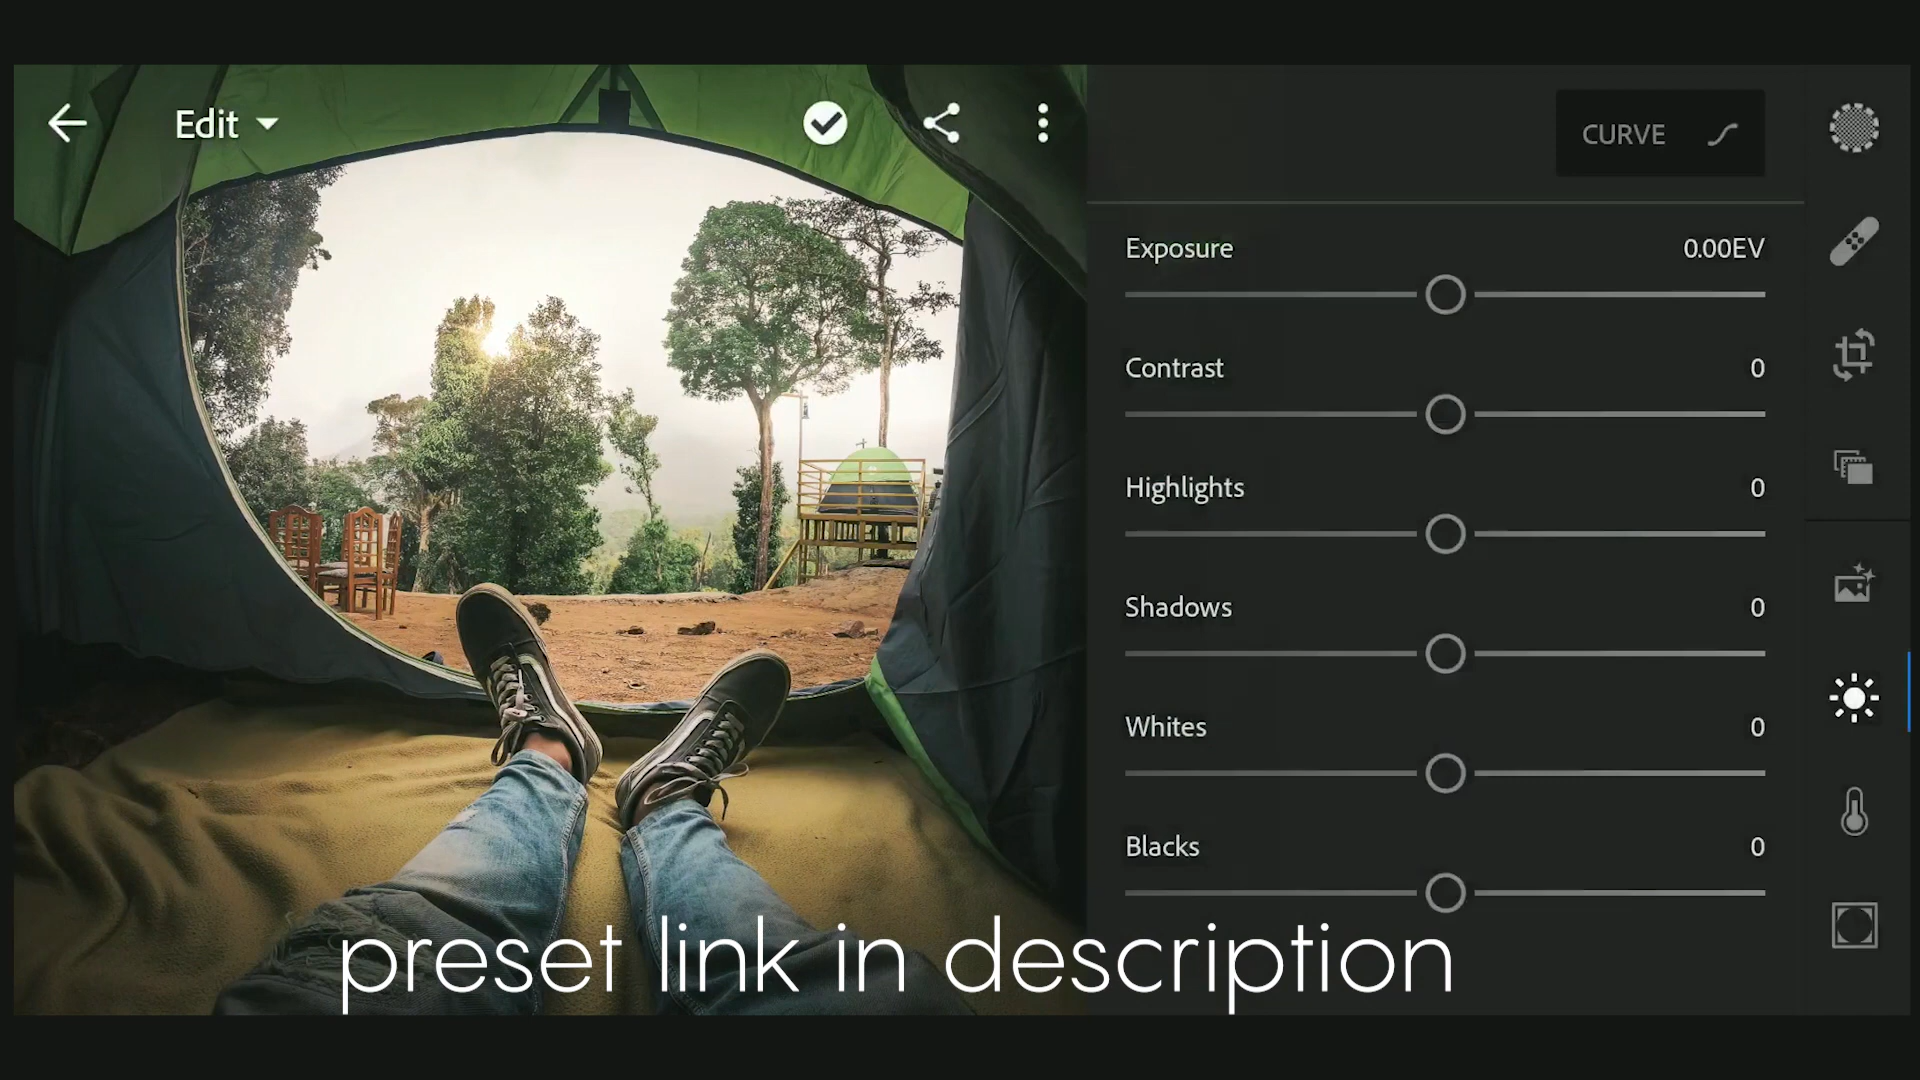 Edit
CURVE
Exposure 0.00EV
Contrast 0
Highlights 0
Shadows 0
Whites 0
Blacks 0
preset link in description